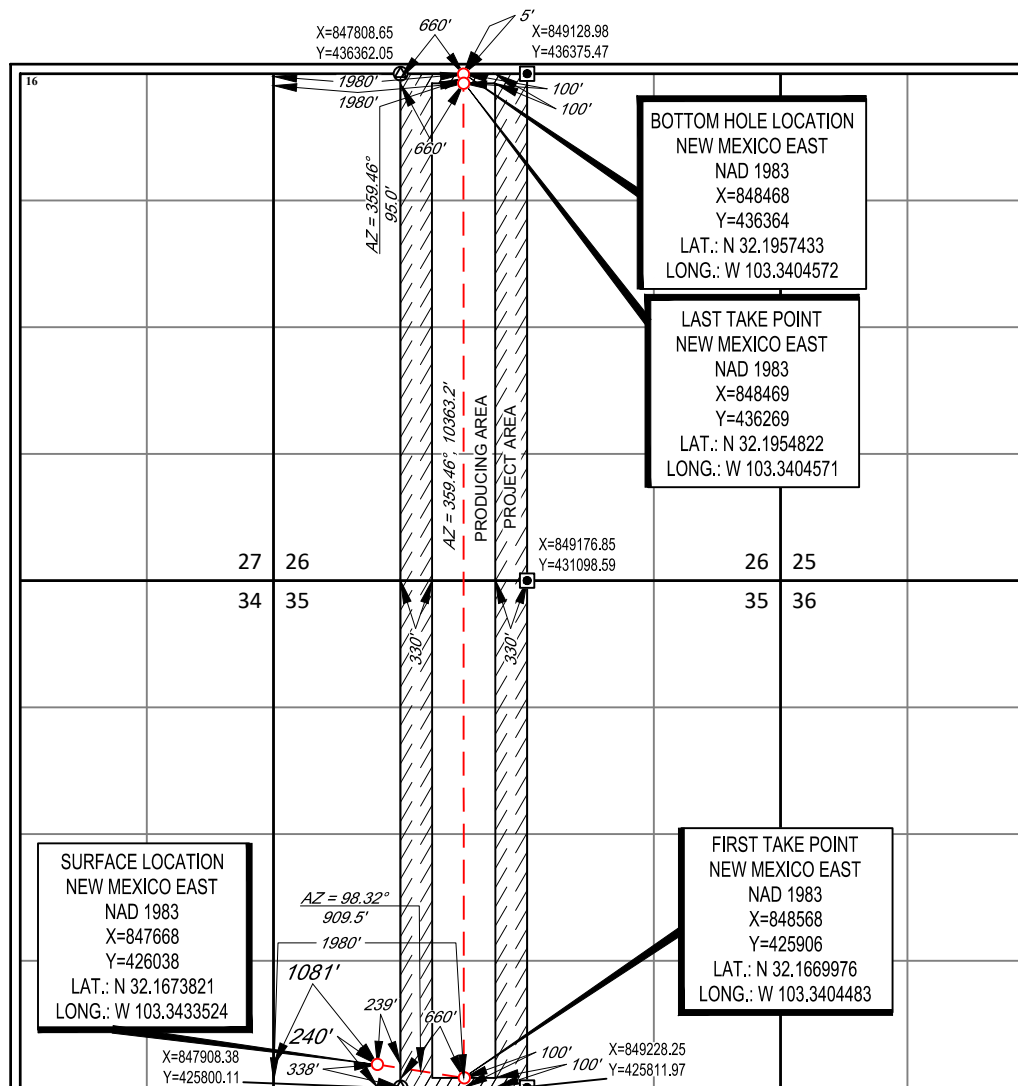 X=847808.65
Y=436362.05
660'
5'
X=849128.98
Y=436375.47
16
1980'
1980'
100'
100'
660'
AZ = 359.46°
95.0'
BOTTOM HOLE LOCATION
NEW MEXICO EAST
NAD 1983
X=848468
Y=436364
LAT.: N 32.1957433
LONG.: W 103.3404572
LAST TAKE POINT
NEW MEXICO EAST
NAD 1983
X=848469
Y=436269
LAT.: N 32.1954822
LONG.: W 103.3404571
AZ = 359.46°, 10363.2'
PRODUCING AREA
PROJECT AREA
X=849176.85
Y=431098.59
27 26
34 35
26 25
35 36
330'
330'
SURFACE LOCATION
NEW MEXICO EAST
NAD 1983
X=847668
Y=426038
LAT.: N 32.1673821
LONG.: W 103.3433524
AZ = 98.32°
909.5'
1980'
1081'
239'
240'
660'
338'
FIRST TAKE POINT
NEW MEXICO EAST
NAD 1983
X=848568
Y=425906
LAT.: N 32.1669976
LONG.: W 103.3404483
X=847908.38
Y=425800.11
100'
100'
X=849228.25
Y=425811.97